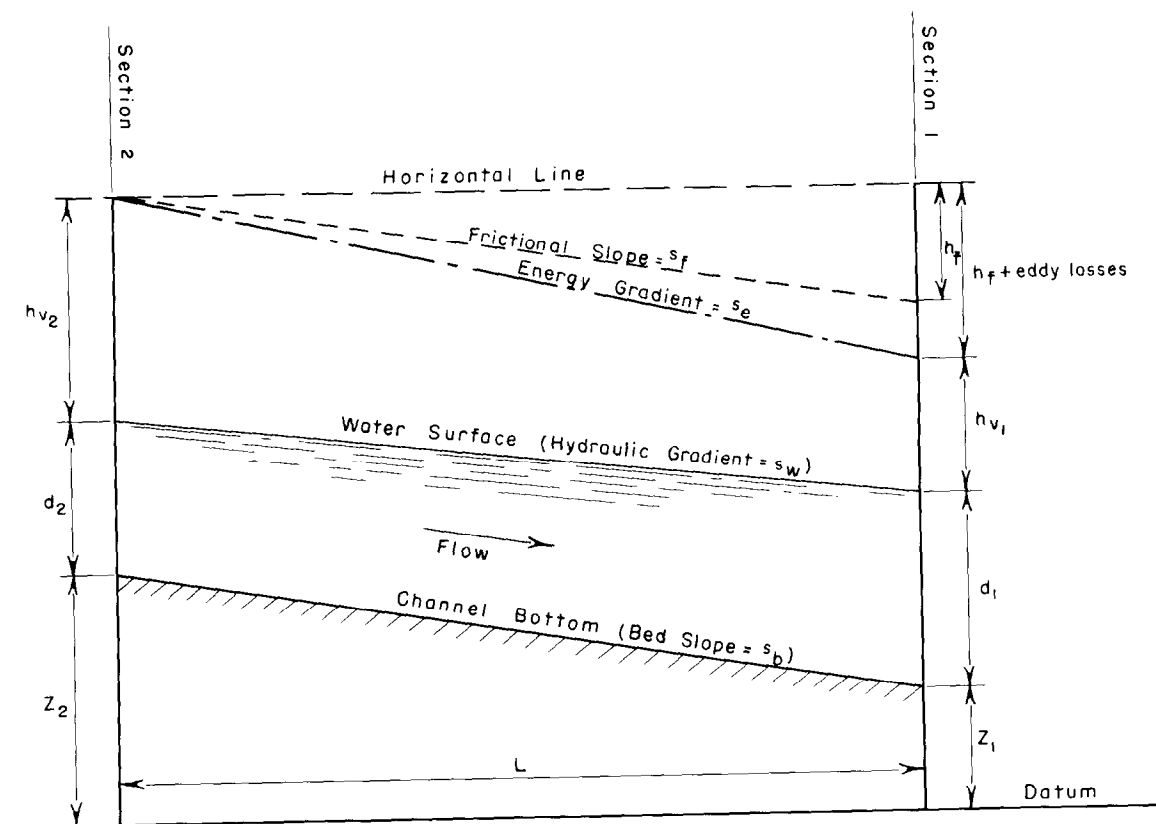 Section 2
Section 1
Horizontal Line
Frictional Slope = sf
hf
hf + eddy losses
Energy Gradient = se
hv2
hv1
Water Surface (Hydraulic Gradient = sw)
d2
Flow
d1
Channel Bottom (Bed Slope = sb)
Z2
Z1
L
Datum